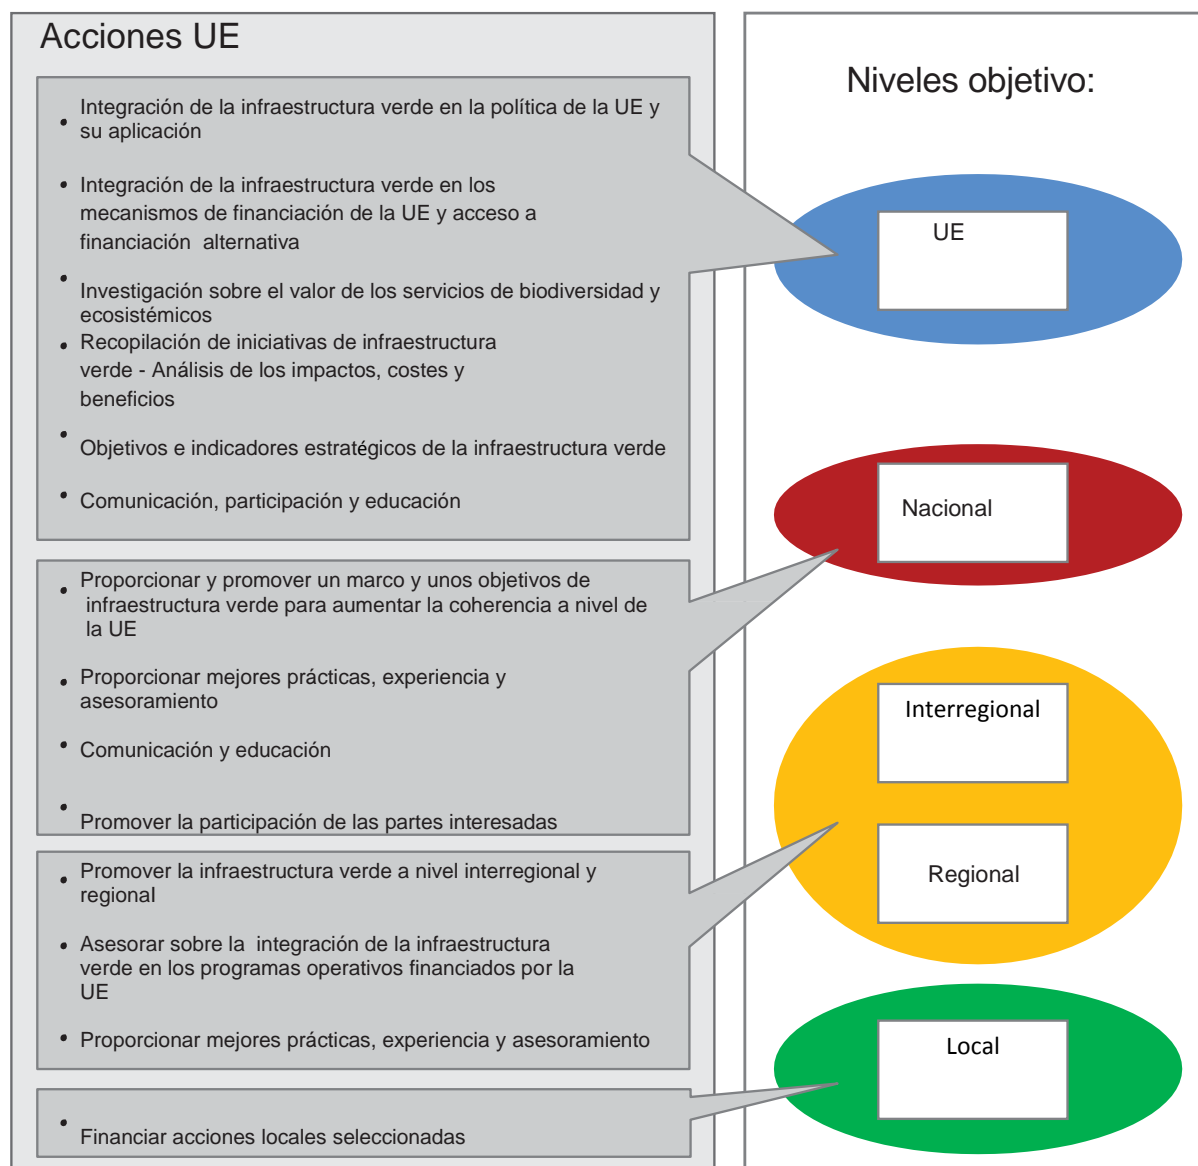 Acciones UE
• Integración de la infraestructura verde en la política de la UE y
su aplicación
• Integración de la infraestructura verde en los
mecanismos de financiación de la UE y acceso a
financiación alternativa
• Investigación sobre el valor de los servicios de biodiversidad y
ecosistémicos
• Recopilación de iniciativas de infraestructura
verde - Análisis de los impactos, costes y
beneficios
• Objetivos e indicadores estratégicos de la infraestructura verde
• Comunicación, participación y educación
• Proporcionar y promover un marco y unos objetivos de
infraestructura verde para aumentar la coherencia a nivel de
la UE
• Proporcionar mejores prácticas, experiencia y
asesoramiento
• Comunicación y educación
• Promover la participación de las partes interesadas
• Promover la infraestructura verde a nivel interregional y
regional
• Asesorar sobre la integración de la infraestructura
verde en los programas operativos financiados por la
UE
• Proporcionar mejores prácticas, experiencia y asesoramiento
• Financiar acciones locales seleccionadas
Niveles objetivo:
UE
Nacional
Interregional
Regional
Local